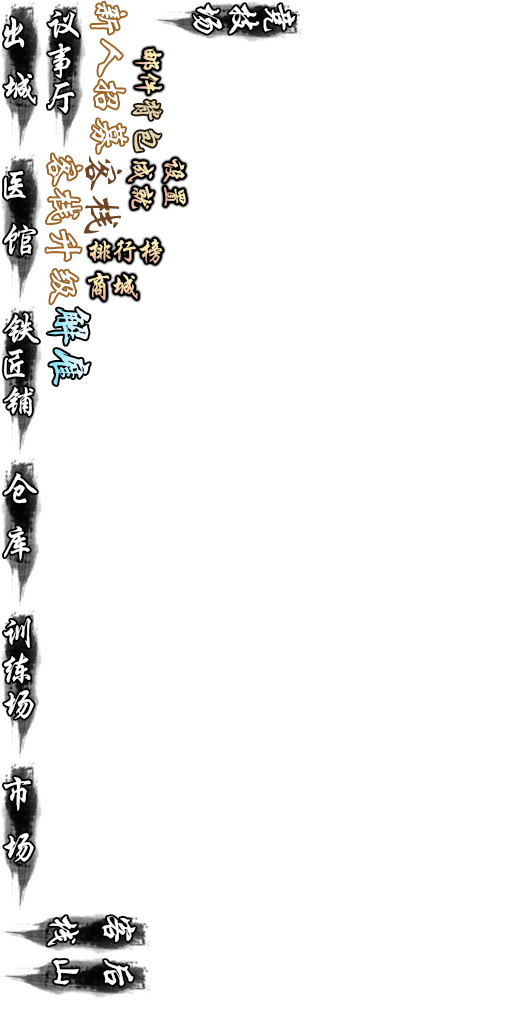 出城
议事厅
新人招募
竞技场
邮件
背包
医馆
客栈升级
客栈
成就
设置
排行榜
商城
铁匠铺
解雇
仓库
训练场
市场
客栈
后山